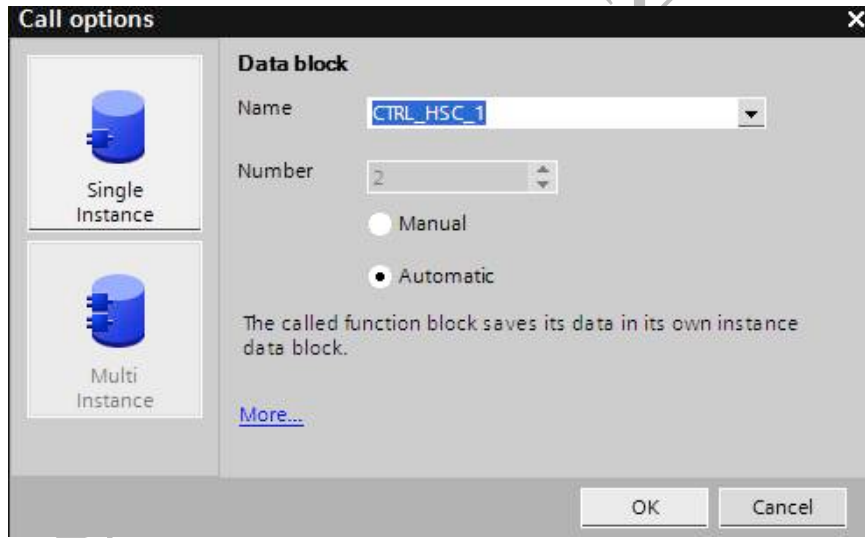 Call options
Single
Instance
Multi
Instance
Data block
Name
CTRL_HSC_1
Number
2
Manual
Automatic
The called function block saves its data in its own instance
data block.
More...
OK
Cancel